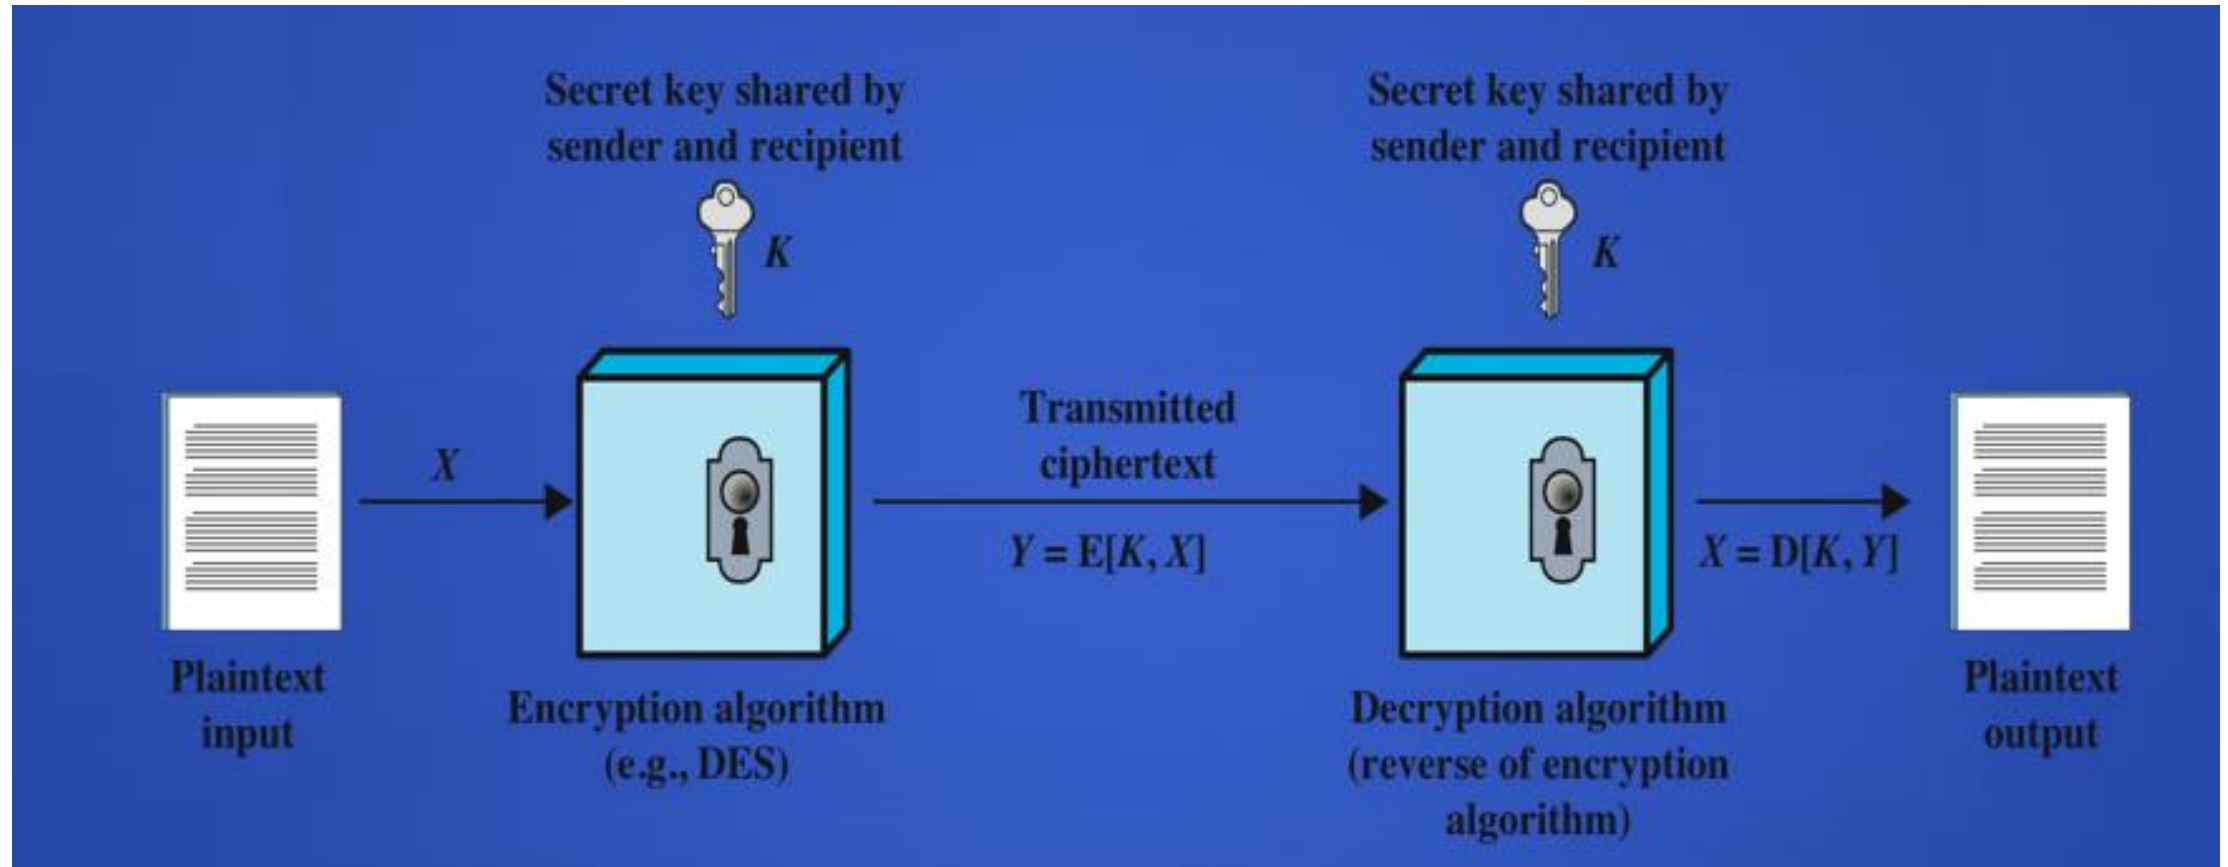 Secret key shared by
sender and recipient
K
Secret key shared by
sender and recipient
K
X
Transmitted
ciphertext
Y = E[K, X]
X = D[K, Y]
Plaintext
input
Encryption algorithm
(e.g., DES)
Decryption algorithm
(reverse of encryption
algorithm)
Plaintext
output